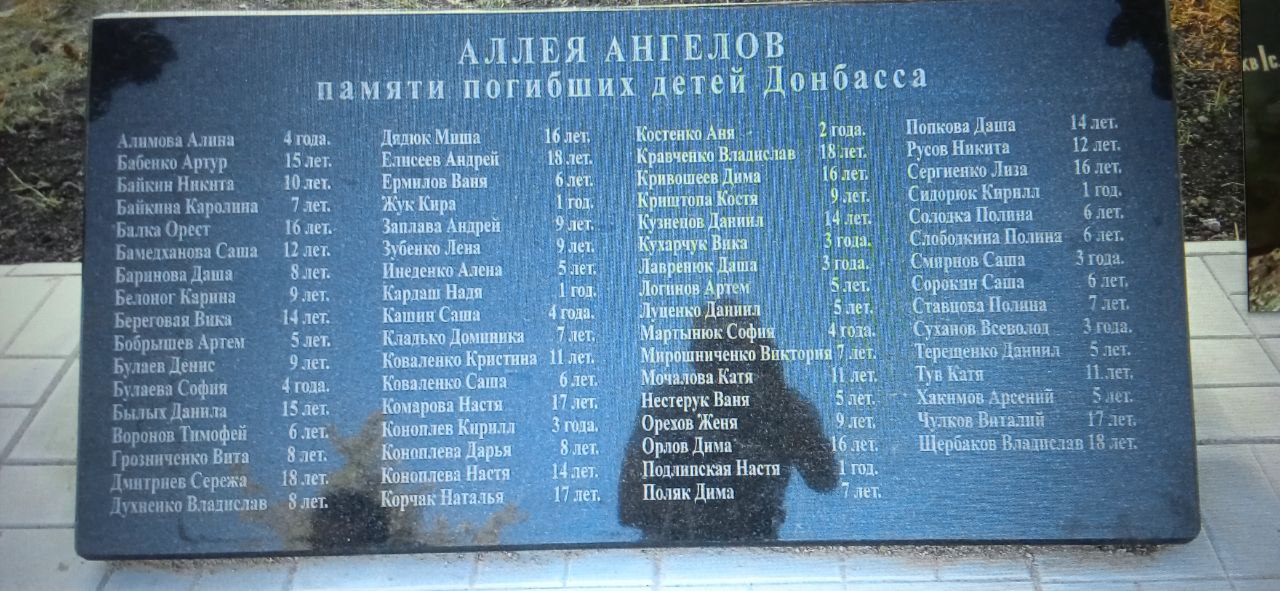 АЛЛЕЯ АНГЕЛОВ
памяти погибших детей Донбасса
Алимова Алина 4 года.
Бабенко Артур 15 лет.
Байкин Никита 10 лет.
Байкина Каролина 7 лет.
Балка Орест 16 лет.
Бамедханова Саша 12 лет.
Баринова Даша 8 лет.
Белоног Карина 9 лет.
Береговая Вика 14 лет.
Бобрышев Артем 5 лет.
Булаев Денис 9 лет.
Булаева София 4 года.
Былых Данила 15 лет.
Воронов Тимофей 6 лет.
Грозниченко Вита 8 лет.
Дмитриев Сережа 18 лет.
Духненко Владислав 8 лет.
Дядюк Миша 16 лет.
Елисеев Андрей 18 лет.
Ермилов Ваня 6 лет.
Жук Кира 1 год.
Заплава Андрей 9 лет.
Зубенко Лена 9 лет.
Инеденко Алена 5 лет.
Кардаш Надя 1 год.
Кашин Саша 4 года.
Кладько Доминика 7 лет.
Коваленко Кристина 11 лет.
Коваленко Саша 6 лет.
Комарова Настя 17 лет.
Коноплев Кирилл 3 года.
Коноплева Дарья 8 лет.
Коноплева Настя 14 лет.
Корчак Наталья 17 лет.
Костенко Аня 2 года.
Кравченко Владислав 18 лет.
Кривошеев Дима 16 лет.
Криштопа Костя 9 лет.
Кузнецов Даниил 14 лет.
Кухарчук Вика 3 года.
Лавренюк Даша 3 года.
Логинов Артем 5 лет.
Луценко Даниил 5 лет.
Мартынюк София 4 года.
Мирошниченко Виктория 7 лет.
Мочалова Катя 11 лет.
Нестерук Ваня 5 лет.
Орехов Женя 9 лет.
Орлов Дима 16 лет.
Подлипская Настя 1 год.
Поляк Дима 7 лет.
Попкова Даша 14 лет.
Русов Никита 12 лет.
Сергиенко Лиза 16 лет.
Сидорюк Кирилл 1 год.
Солодка Полина 6 лет.
Слободкина Полина 6 лет.
Смирнов Саша 3 года.
Сорокин Саша 6 лет.
Ставцова Полина 7 лет.
Суханов Всеволод 3 года.
Терещенко Даниил 5 лет.
Тув Катя 11 лет.
Хакимов Арсений 5 лет.
Чулков Виталий 17 лет.
Щербаков Владислав 18 лет.